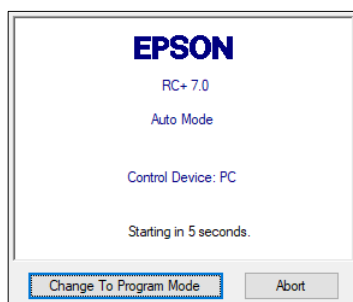 EPSON
RC+ 7.0
Auto Mode
Control Device: PC
Starting in 5 seconds.
Change To Program Mode
Abort